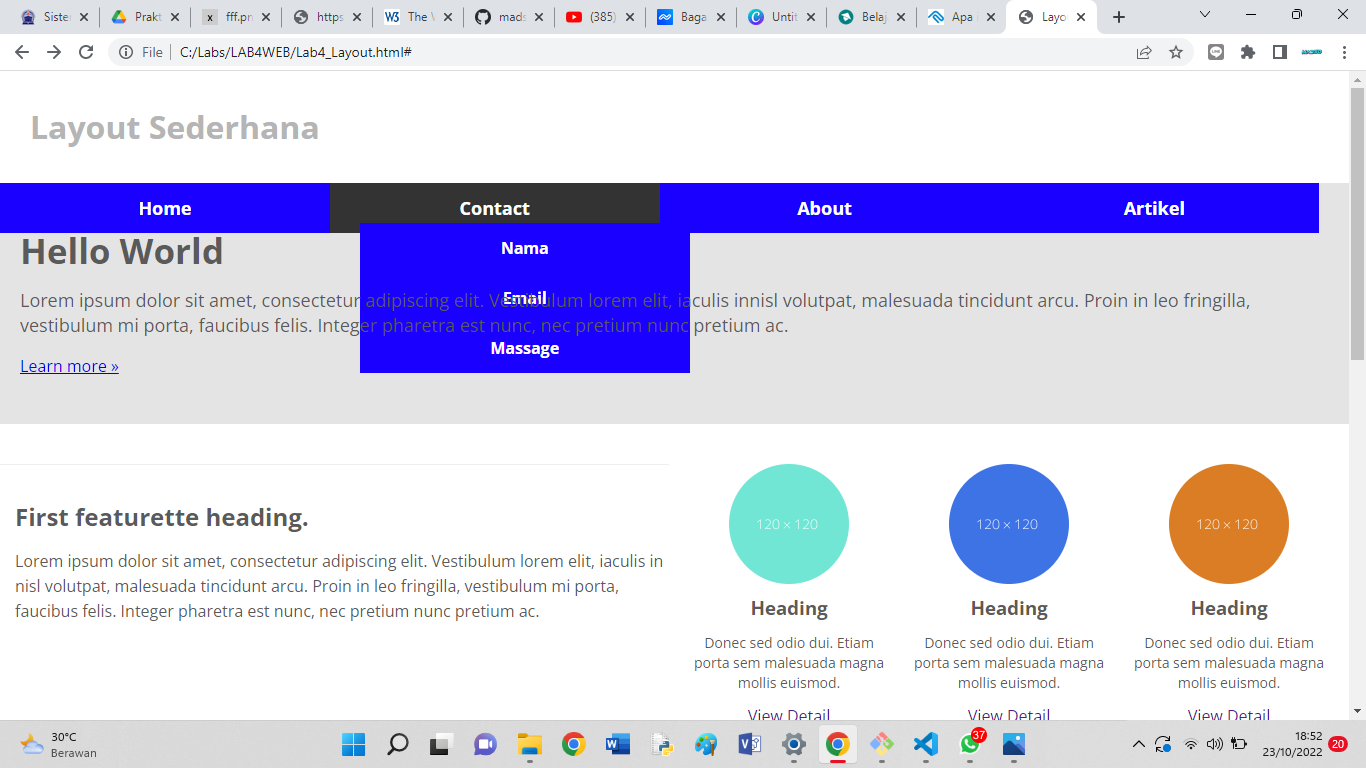 Siste
Prakt
fff.pn
https
W3 The V
mads
(385)
Baga
Untit
Belaj
Apa
Layo
File C:/Labs/LAB4WEB/Lab4_Layout.html#
Layout Sederhana
Home Contact About Artikel
Nama
Hello World
Email
Lorem ipsum dolor sit amet, consectetur adipiscing elit. Vestibulum lorem elit, iaculis innisl volutpat, malesuada tincidunt arcu. Proin in leo fringilla,
vestibulum mi porta, faucibus felis. Integer pharetra est nunc, nec pretium nunc pretium ac.
Massage
Learn more »
First featurette heading.
Lorem ipsum dolor sit amet, consectetur adipiscing elit. Vestibulum lorem elit, iaculis in
nisl volutpat, malesuada tincidunt arcu. Proin in leo fringilla, vestibulum mi porta,
faucibus felis. Integer pharetra est nunc, nec pretium nunc pretium ac.
120 × 120
Heading
Donec sed odio dui. Etiam
porta sem malesuada magna
mollis euismod.
View Detail
120 × 120
Heading
Donec sed odio dui. Etiam
porta sem malesuada magna
mollis euismod.
View Detail
120 × 120
Heading
Donec sed odio dui. Etiam
porta sem malesuada magna
mollis euismod.
View Detail
30°C
Berawan
37
18:52
23/10/2022
20